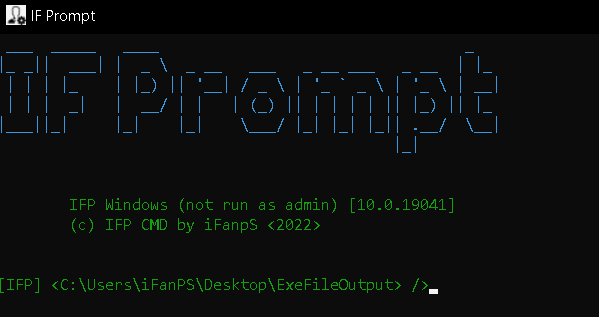 IF Prompt
IF Prompt
IFP Windows (not run as admin) [10.0.19041]
(c) IFP CMD by iFanpS <2022>
[IFP] <C:\Users\iFanPS\Desktop\ExeFileOutput> />